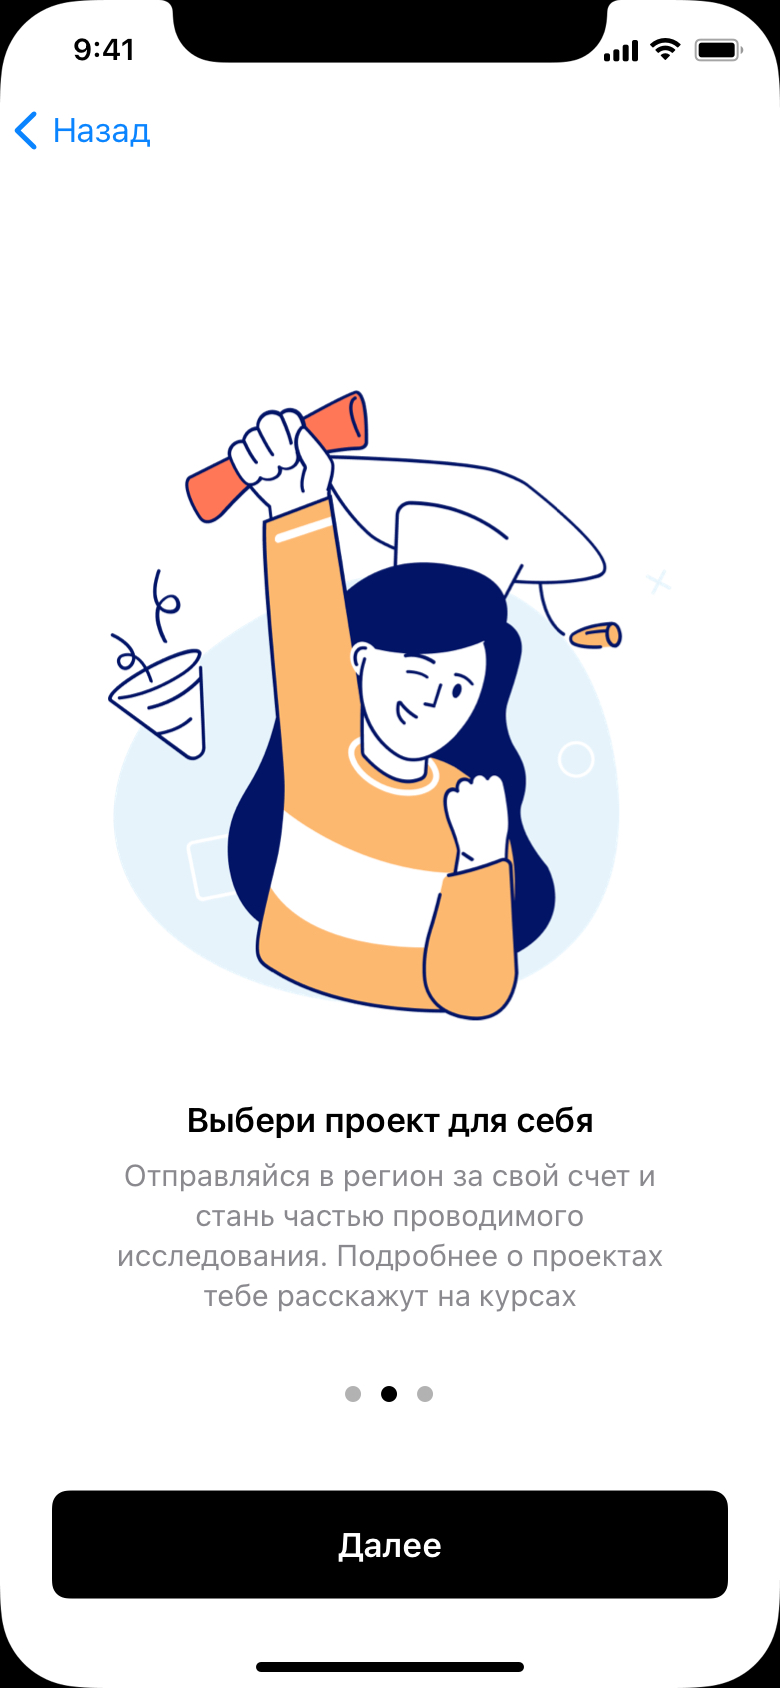 9:41
Назад
Выбери проект для себя
Отправляйся в регион за свой счет и
стань частью проводимого
исследования. Подробнее о проектах
тебе расскажут на курсах
Далее